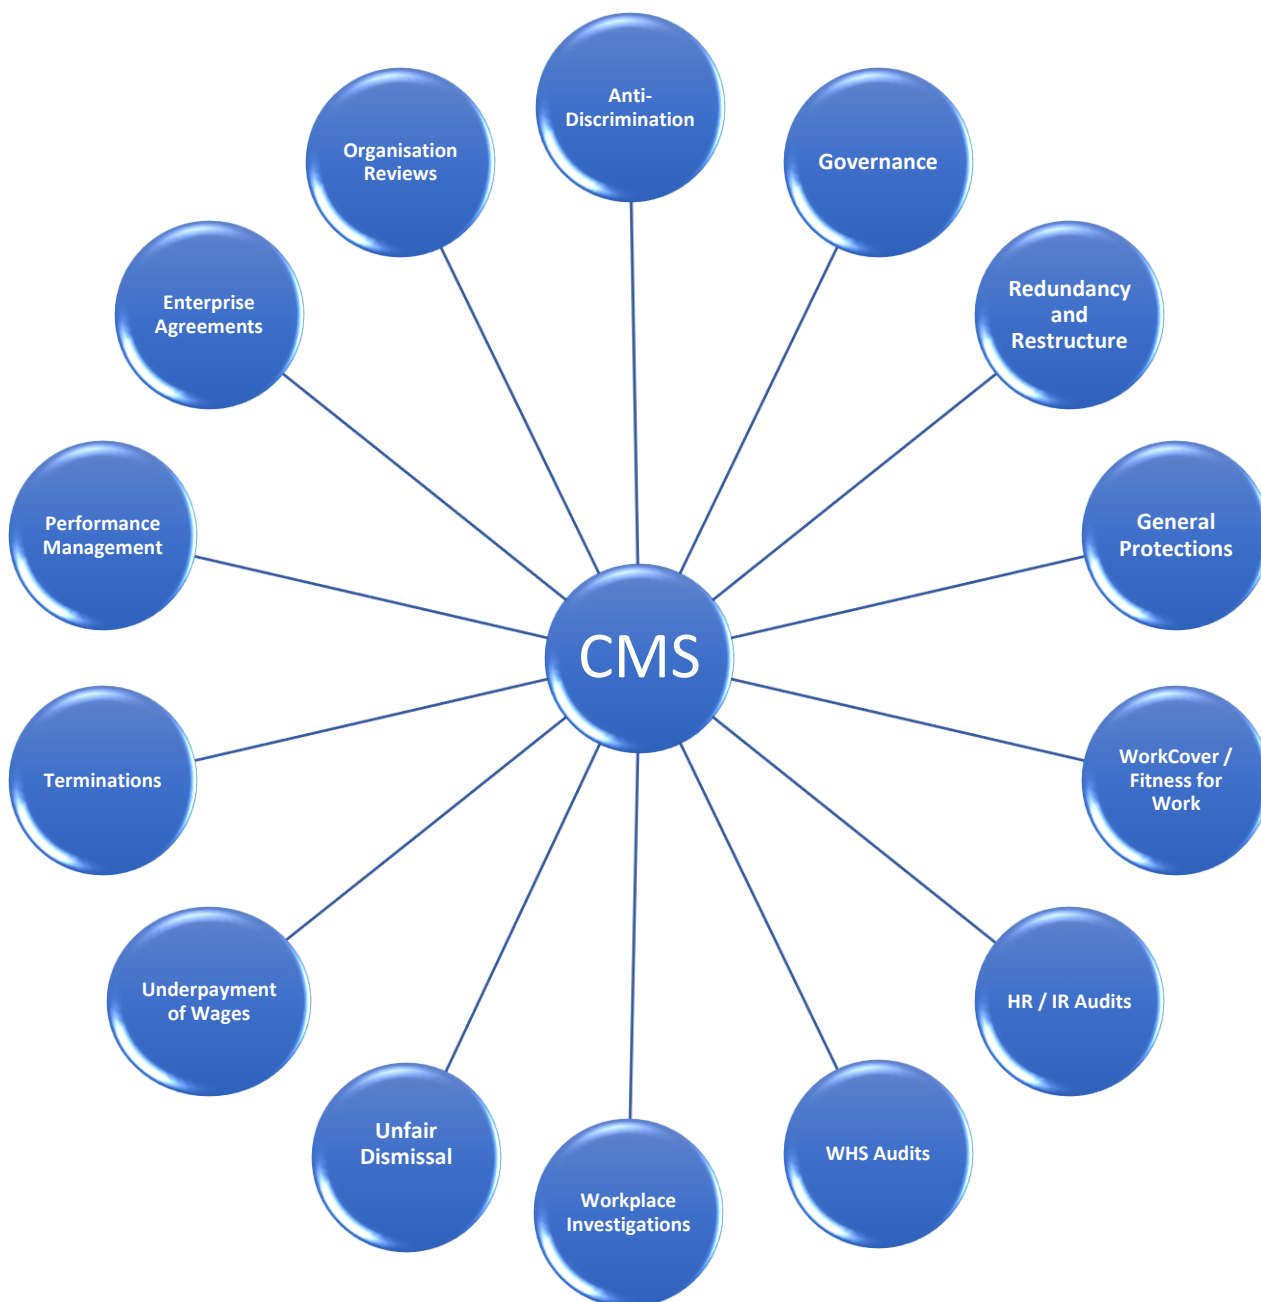 Anti-
Discrimination
Governance
Redundancy
and
Restructure
General
Protections
WorkCover /
Fitness for
Work
HR / IR Audits
WHS Audits
Workplace
Investigations
Unfair
Dismissal
Underpayment
of Wages
Terminations
Performance
Management
Enterprise
Agreements
Organisation
Reviews
CMS